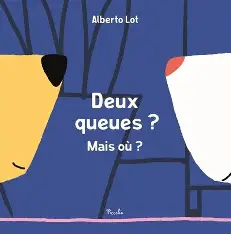 Alberto Lot
Deux
queues ?
Mais où ?
Piccolia